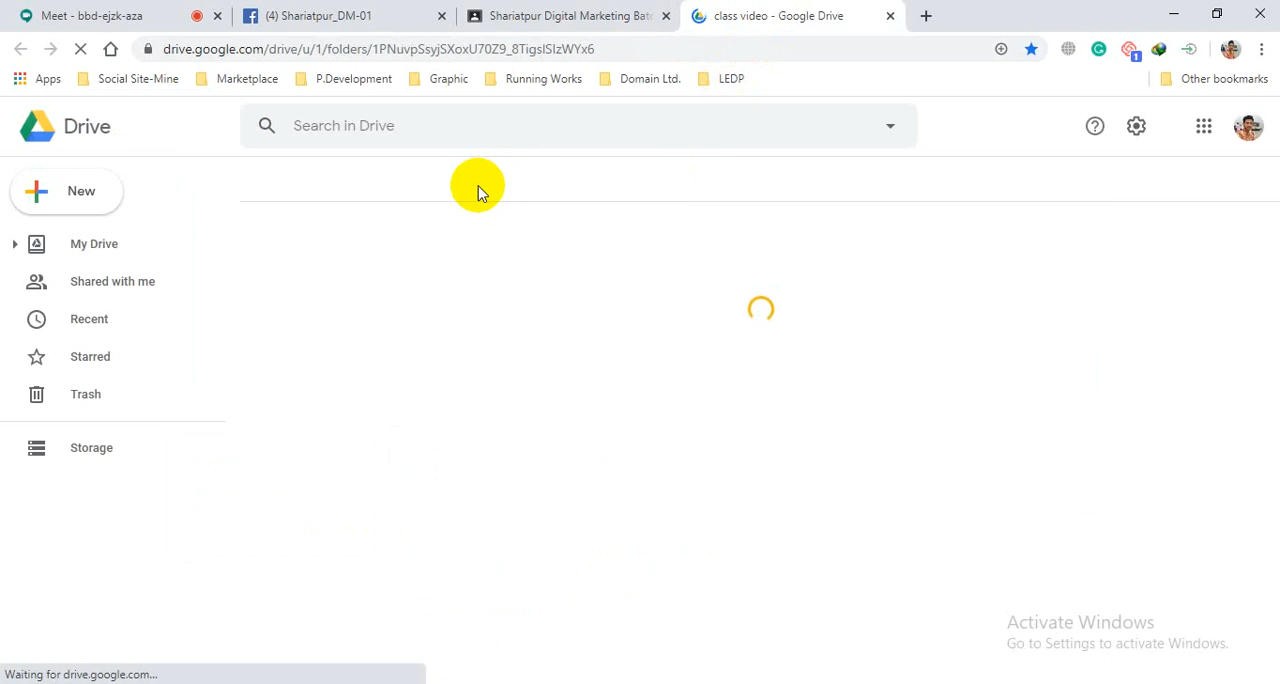 Meet - bbd-ejzk-aza
(4) Shariatpur_DM-01
Shariatpur Digital Marketing Batc
class video - Google Drive
drive.google.com/drive/u/1/folders/1PNuvpSsyjSXoxU70Z9_8TigsISIzWYx6
1
Apps
Social Site-Mine
Marketplace
P.Development
Graphic
Running Works
Domain Ltd.
LEDP
Other bookmarks
Drive
Search in Drive
New
My Drive
Shared with me
Recent
Starred
Trash
Storage
Activate Windows
Go to Settings to activate Windows.
Waiting for drive.google.com...